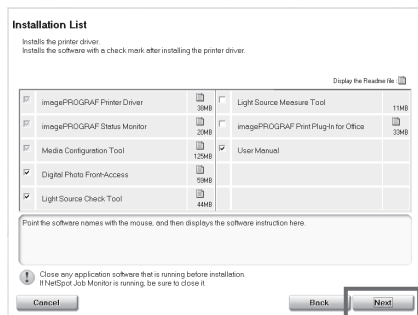 Installation List
Installs the printer driver.
Installs the software with a check mark after installing the printer driver.
Display the Readme file :
imagePROGRAF Printer Driver
38MB
Light Source Measure Tool
11MB
imagePROGRAF Status Monitor
20MB
imagePROGRAF Print Plug-In for Office
33MB
Media Configuration Tool
125MB
User Manual
Digital Photo Front-Access
59MB
Light Source Check Tool
44MB
Point the software names with the mouse, and then displays the software instruction here.
Close any application software that is running before installation.
If NetSpot Job Monitor is running, be sure to close it.
Cancel
Back
Next